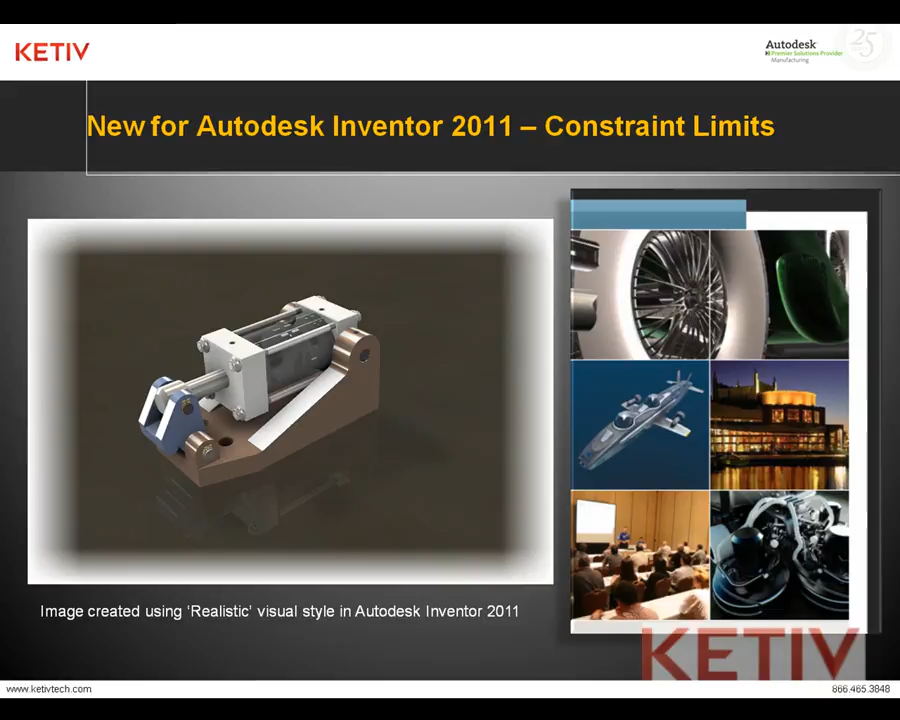 KETIV
Autodesk
Premier Solutions Provider
Manufacturing
25
New for Autodesk Inventor 2011 – Constraint Limits
Image created using ‘Realistic’ visual style in Autodesk Inventor 2011
KETIV
www.ketivtech.com
866.465.3848